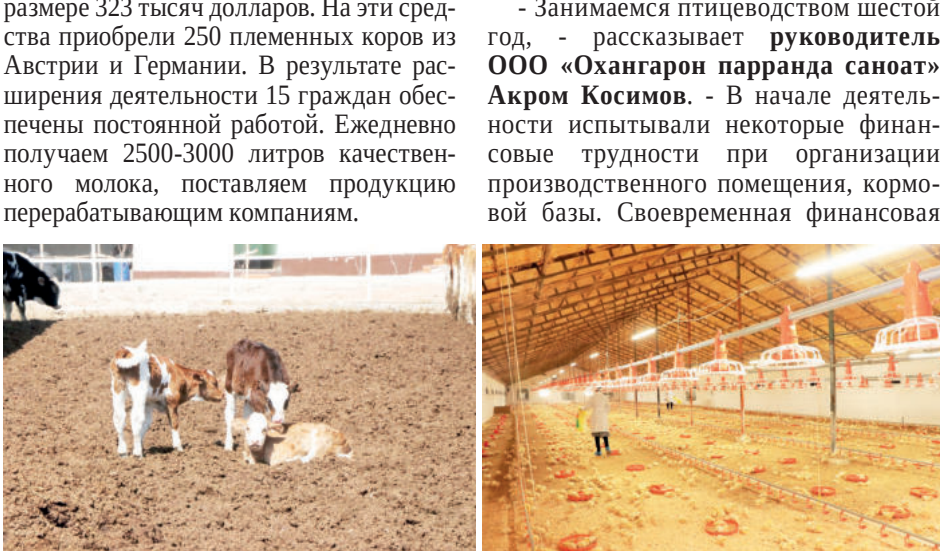 размере 323 тысяч долларов. На эти сред-
ства приобрели 250 племенных коров из
Австрии и Германии. В результате рас-
ширения деятельности 15 граждан обес-
печены постоянной работой. Ежедневно
получаем 2500-3000 литров качествен-
ного молока, поставляем продукцию
перерабатывающим компаниям.
- Занимаемся птицеводством шестой
год, - рассказывает руководитель
ООО «Охангарон парранда саноат»
Акром Косимов. - В начале деятель-
ности испытывали некоторые финан-
совые трудности при организации
производственного помещения, кормо-
вой базы. Своевременная финансовая